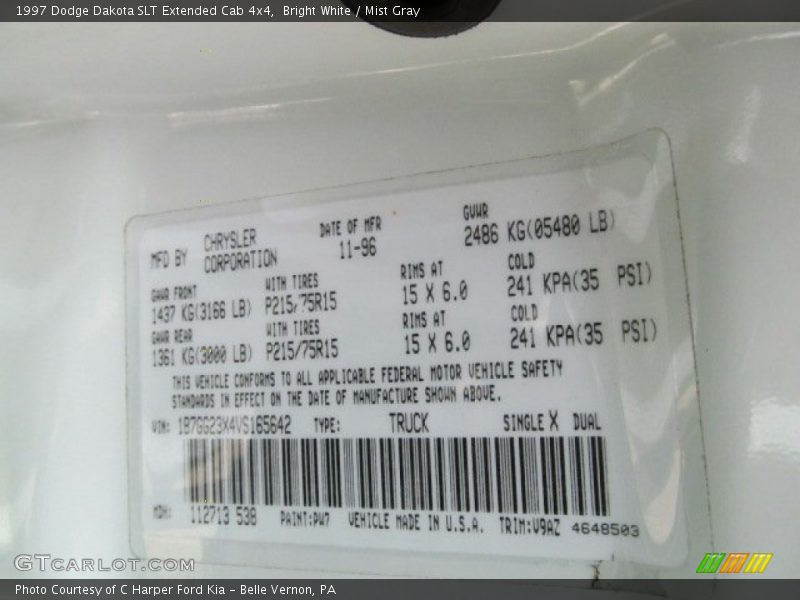 1997 Dodge Dakota SLT Extended Cab 4x4, Bright White / Mist Gray
MFD BY CHRYSLER CORPORATION DATE OF MFR 11-96 GVWR 2486 KG(05480 LB)
GAWR FRONT WITH TIRES RIMS AT COLD
1437 KG(3166 LB) P215/75R15 15 X 6.0 241 KPA(35 PSI)
GAWR REAR WITH TIRES RIMS AT COLD
1361 KG(3000 LB) P215/75R15 15 X 6.0 241 KPA(35 PSI)
THIS VEHICLE CONFORMS TO ALL APPLICABLE FEDERAL MOTOR VEHICLE SAFETY
STANDARDS IN EFFECT ON THE DATE OF MANUFACTURE SHOWN ABOVE.
VIN: 1B7GG23X4VS165642 TYPE: TRUCK SINGLE X DUAL
MDH: 112713 538 PAINT:PW7 VEHICLE MADE IN U.S.A. TRIM:V9AZ 4648503
GTcarlot.com
Photo Courtesy of C Harper Ford Kia - Belle Vernon, PA